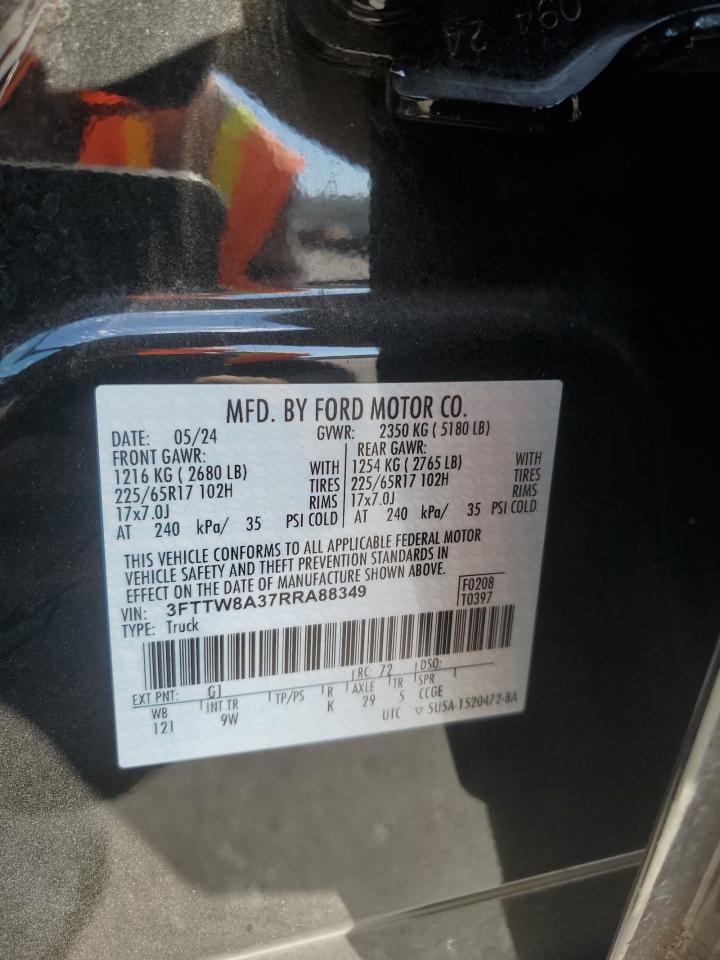 094
2A
MFD. BY FORD MOTOR CO.
DATE: 05/24 GVWR: 2350 KG ( 5180 LB)
FRONT GAWR: REAR GAWR:
1216 KG ( 2680 LB) WITH 1254 KG ( 2765 LB) WITH
225/65R17 102H TIRES 225/65R17 102H TIRES
17x7.0J RIMS 17x7.0J RIMS
AT 240 kPa/ 35 PSI COLD AT 240 kPa/ 35 PSI COLD
THIS VEHICLE CONFORMS TO ALL APPLICABLE FEDERAL MOTOR
VEHICLE SAFETY AND THEFT PREVENTION STANDARDS IN
EFFECT ON THE DATE OF MANUFACTURE SHOWN ABOVE.
VIN: 3FTTW8A37RRA88349 F0208
TYPE: Truck T0397
EXT PNT: G1 RC: 72 DSO:
WB INT TR TP/PS R AXLE TR SPR
121 9W K 29 5 CCGE
UTC ▽ 5U5A-1520472-BA